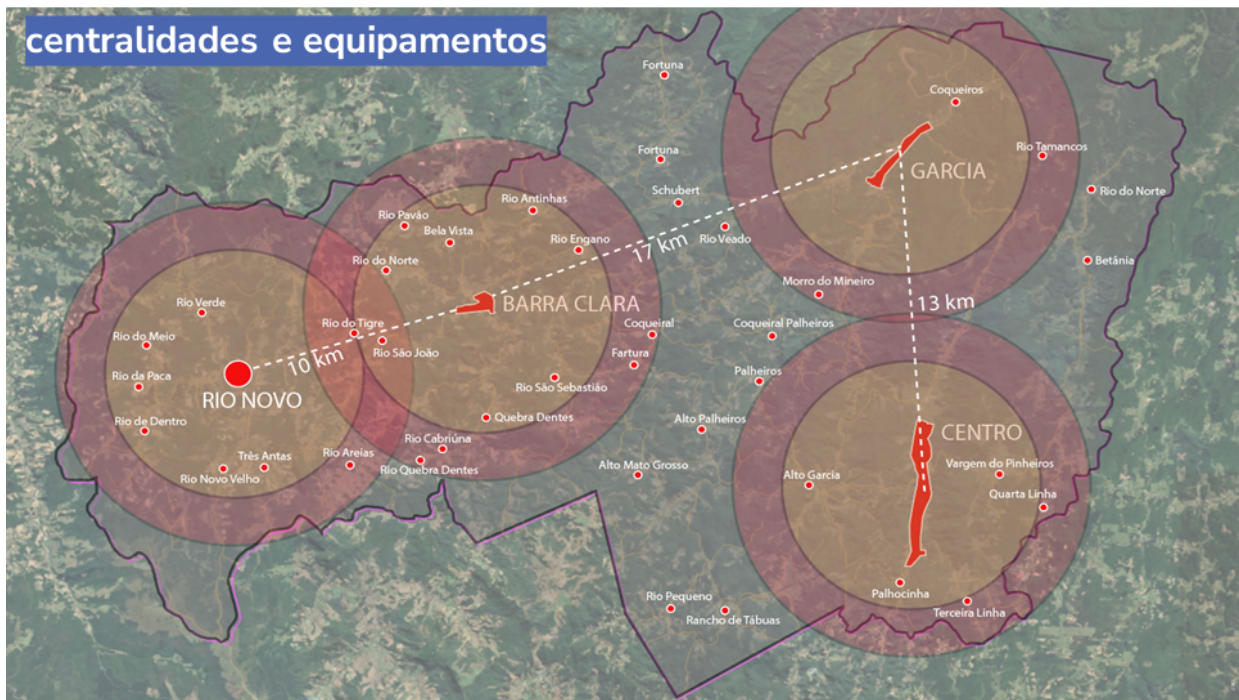 centralidades e equipamentos
Fortuna
Coqueiros
Fortuna
Rio Tamancos
GARCIA
Schubert
Rio do Norte
Rio Antinhas
Rio Pavão
Bela Vista
Rio Veado
Rio Engano
17 km
Rio do Norte
Betânia
Morro do Mineiro
Rio Verde
BARRA CLARA
13 km
Rio do Tigre
Coqueiral
Coqueiral Palheiros
Rio do Meio
Rio São João
10 km
Fartura
Palheiros
Rio da Paca
RIO NOVO
Rio São Sebastião
Quebra Dentes
Rio de Dentro
Alto Palheiros
CENTRO
Rio Cabriúna
Três Antas
Rio Areias
Rio Quebra Dentes
Alto Mato Grosso
Alto Garcia
Vargem do Pinheiros
Rio Novo Velho
Quarta Linha
Palhocinha
Rio Pequeno
Rancho de Tábuas
Terceira Linha